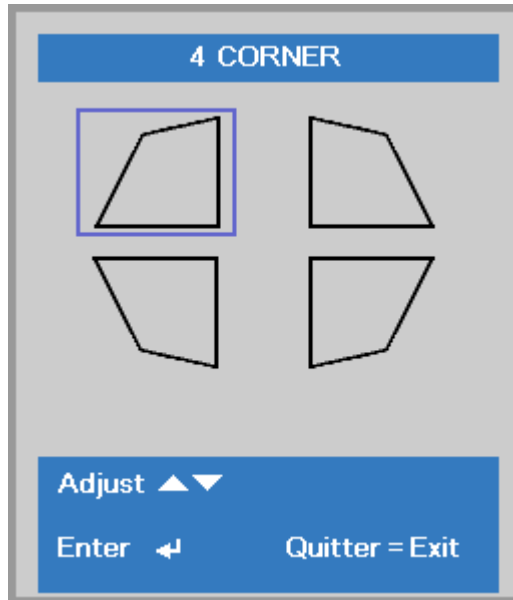 4 CORNER
Adjust ▲▼
Enter ↵
Quitter = Exit